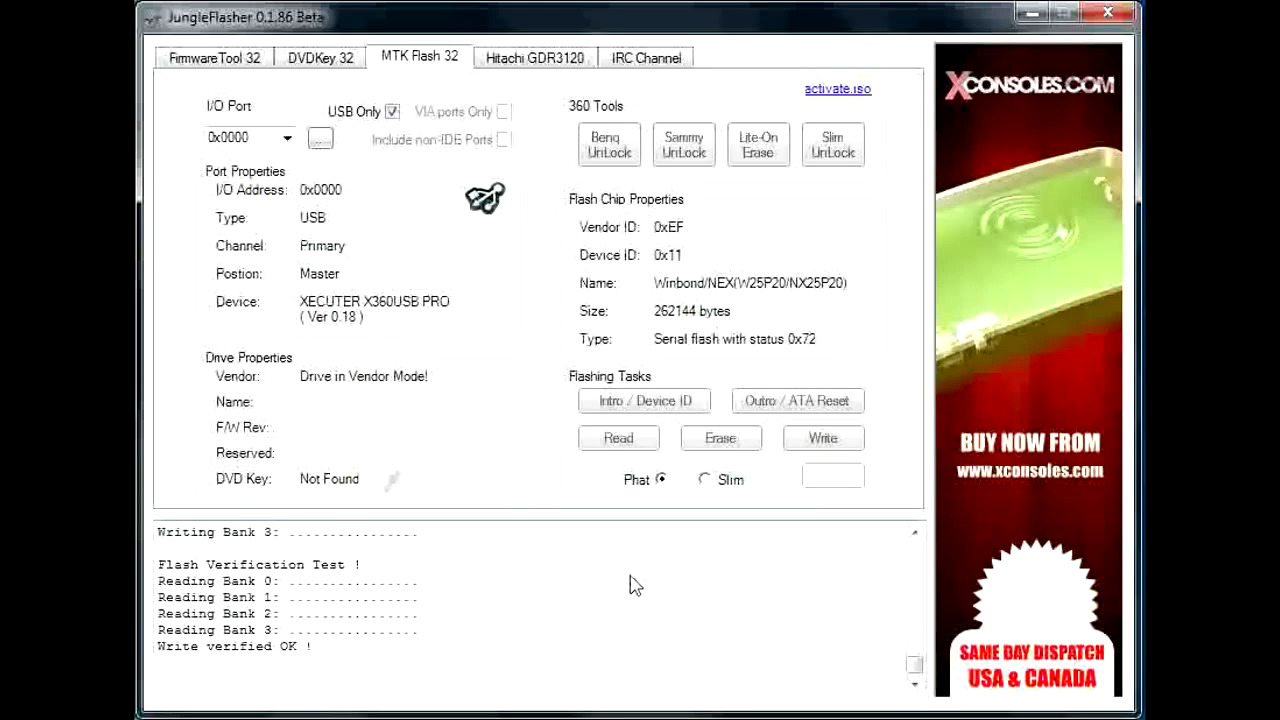 JungleFlasher 0.1.86 Beta
FirmwareTool 32 DVDKey 32 MTK Flash 32 Hitachi GDR3120 IRC Channel
activate.iso
I/O Port USB Only VIA ports Only
0x0000 ... Include non-IDE Ports
Port Properties
I/O Address: 0x0000
Type: USB
Channel: Primary
Postion: Master
Device: XECUTER X360USB PRO
( Ver 0.18 )
Drive Properties
Vendor: Drive in Vendor Mode!
Name:
F/W Rev:
Reserved:
DVD Key: Not Found
360 Tools
Benq UnLock
Sammy UnLock
Lite-On Erase
Slim UnLock
Flash Chip Properties
Vendor ID: 0xEF
Device ID: 0x11
Name: Winbond/NEX(W25P20/NX25P20)
Size: 262144 bytes
Type: Serial flash with status 0x72
Flashing Tasks
Intro / Device ID Outro / ATA Reset
Read Erase Write
Phat Slim
Writing Bank 3: ................
Flash Verification Test !
Reading Bank 0: ................
Reading Bank 1: ................
Reading Bank 2: ................
Reading Bank 3: ................
Write verified OK !
XCONSOLES.COM
BUY NOW FROM
www.xconsoles.com
SAME DAY DISPATCH
USA & CANADA